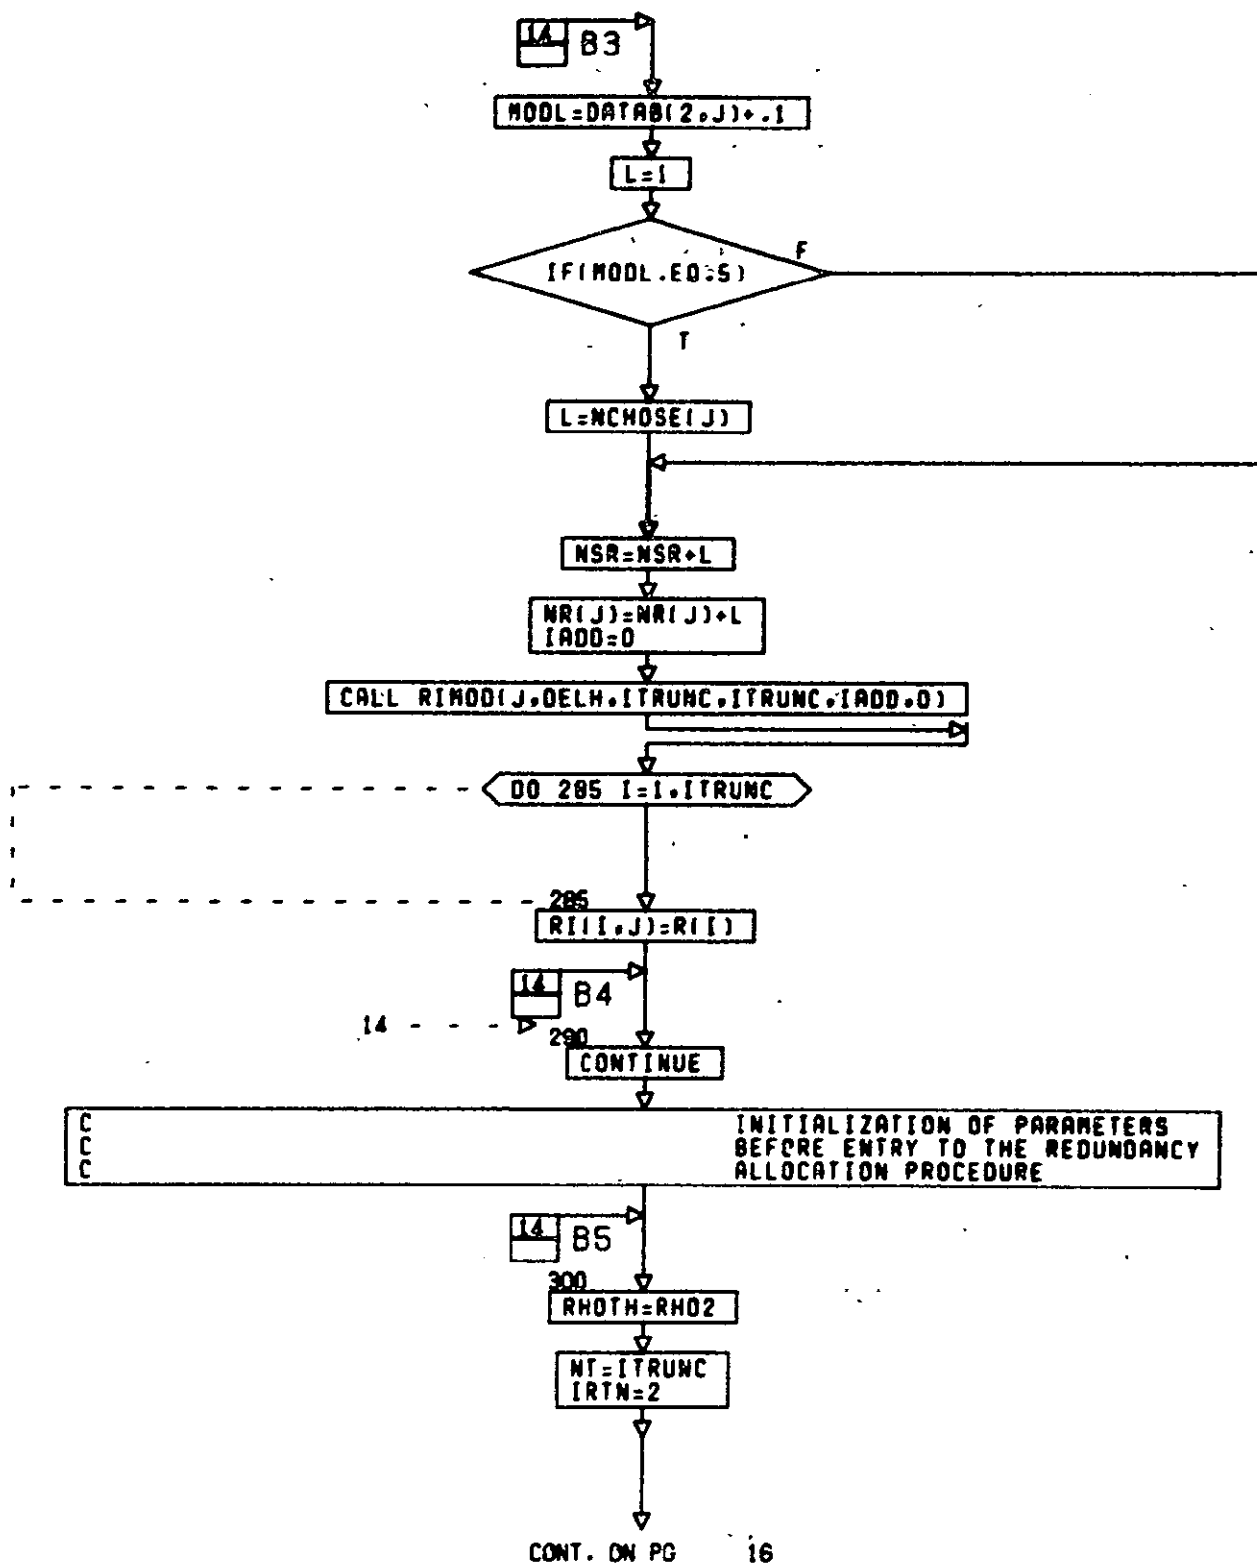 14 B3
MODL=DATAB(2,J)+.1
L=1
F
IF(MODL.EQ.5)
T
L=NCHOSE(J)
NSR=NSR+L
NR(J)=NR(J)+L
IADD=0
CALL RIMOD(J,DELH,ITRUNC,ITRUNC,IADD,0)
DO 285 I=1,ITRUNC
285
RI(I,J)=R(I)
14 B4
14
290
CONTINUE
C INITIALIZATION OF PARAMETERS
C BEFORE ENTRY TO THE REDUNDANCY
C ALLOCATION PROCEDURE
14 B5
300
RHOTH=RHO2
NT=ITRUNC
IRTN=2
CONT. ON PG 16